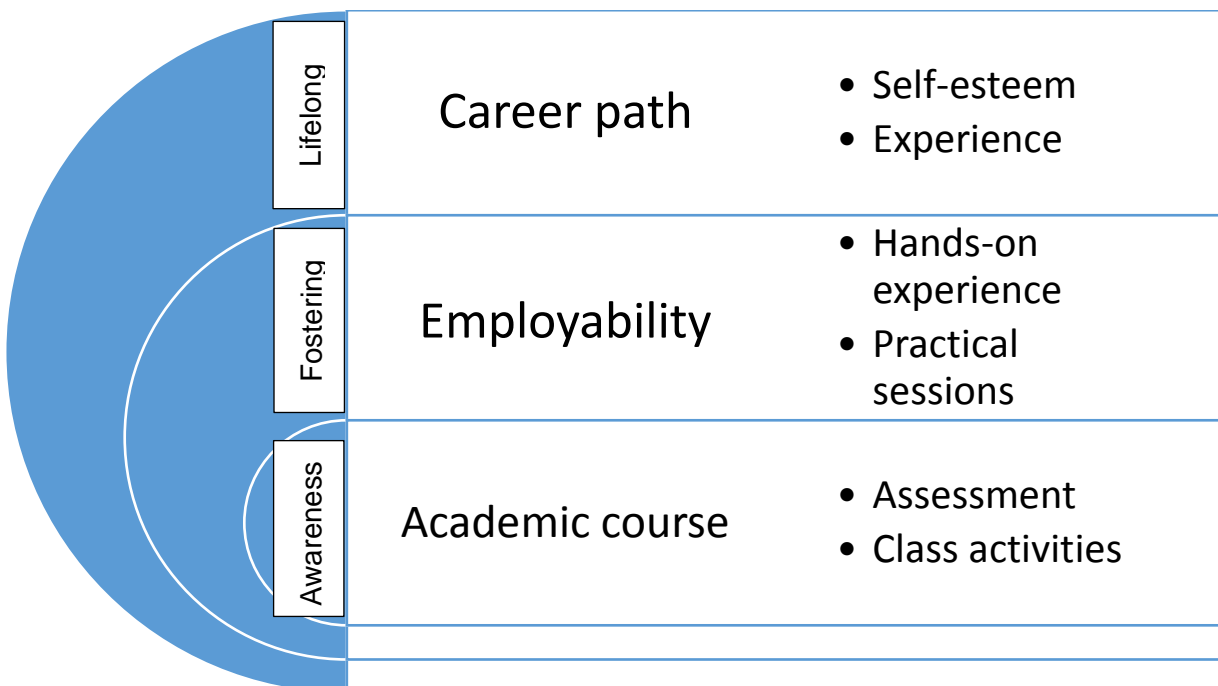 Lifelong
Career path
• Self-esteem
• Experience
Fostering
Employability
• Hands-on
experience
• Practical
sessions
Awareness
Academic course
• Assessment
• Class activities